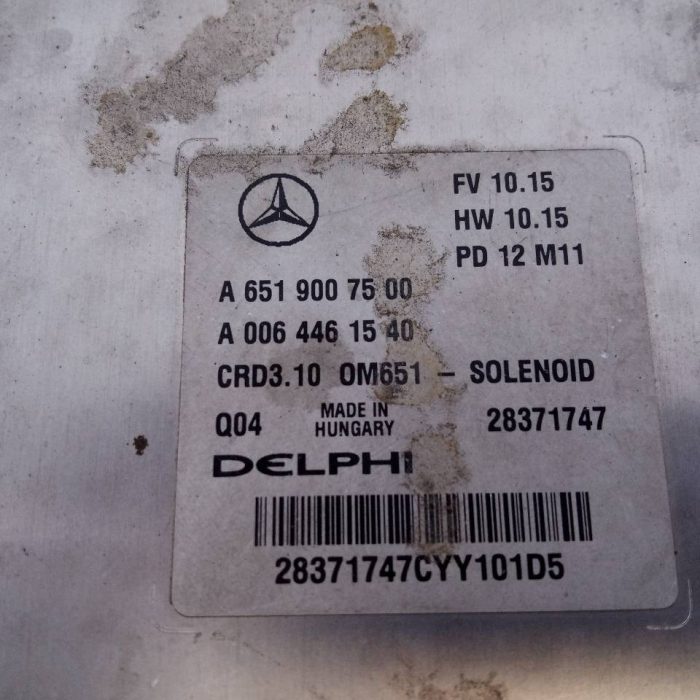 FV 10.15
HW 10.15
PD 12 M11
A 651 900 75 00
A 006 446 15 40
CRD3.10 OM651 - SOLENOID
Q04 MADE IN HUNGARY 28371747
DELPHI
28371747CYY101D5